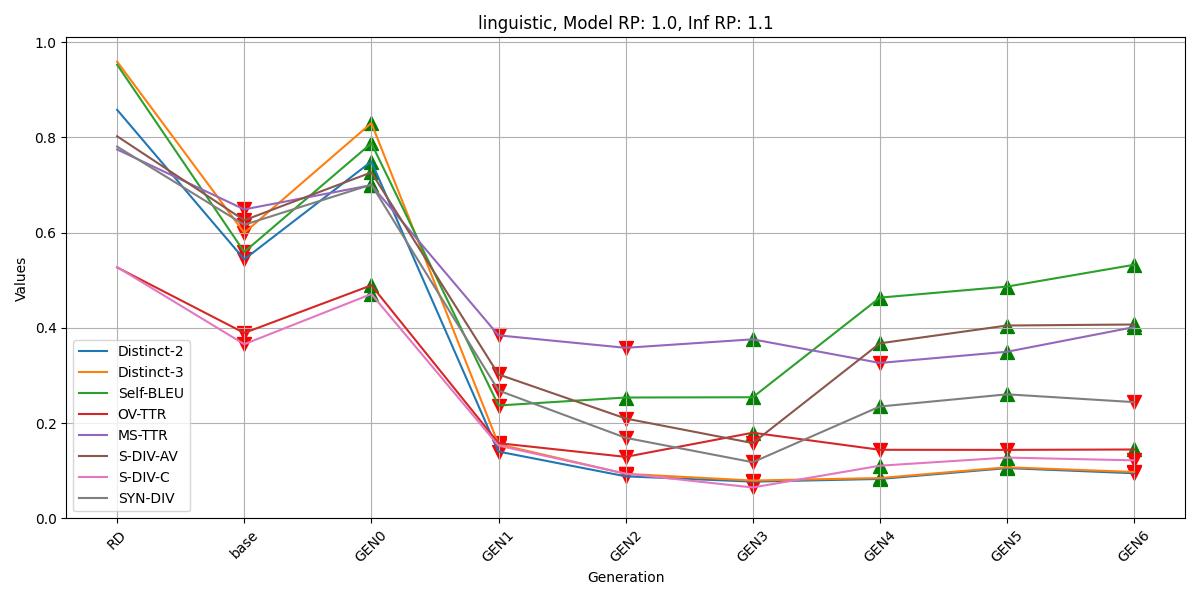 linguistic, Model RP: 1.0, Inf RP: 1.1
1.0
0.8
0.6
0.4
0.2
0.0
Values
Distinct-2
Distinct-3
Self-BLEU
OV-TTR
MS-TTR
S-DIV-AV
S-DIV-C
SYN-DIV
RD
base
GEN0
GEN1
GEN2
GEN3
GEN4
GEN5
GEN6
Generation